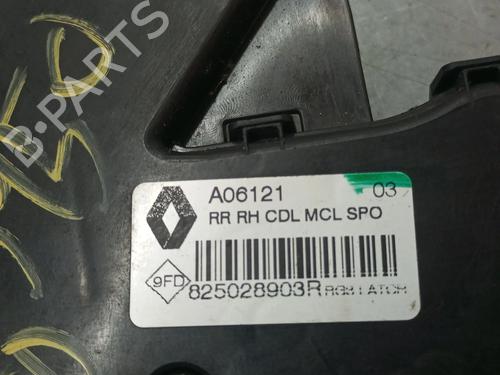 B-PARTS
A06121 03
RR RH CDL MCL SPO
9FD
825028903R